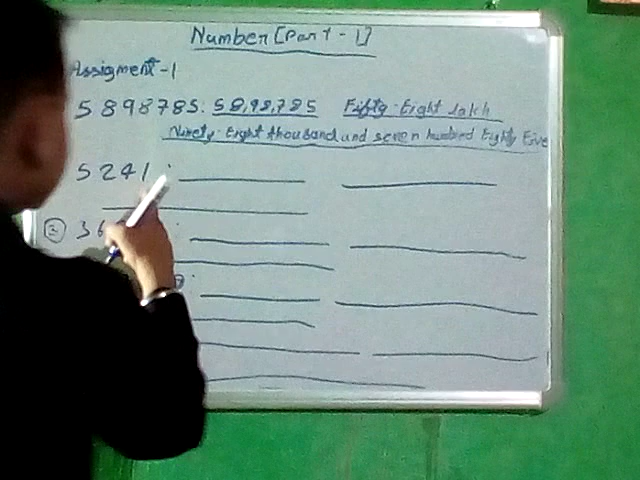 Number [Part - 1]
Assigment - 1
5898785: 58,98,785 Fifty-Eight Lakh
Ninety-Eight thousand and seven hundred Eighty Five
5241:
② 36